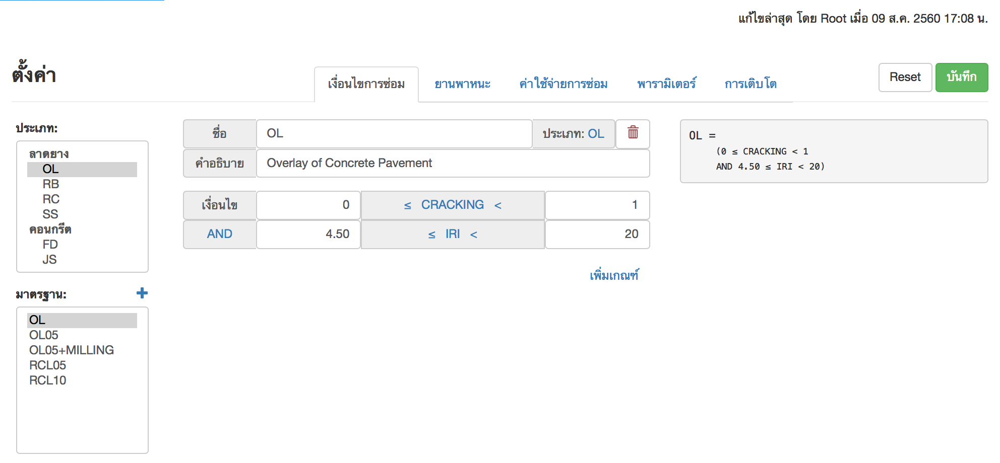 แก้ไขล่าสุด โดย Root เมื่อ 09 ส.ค. 2560 17:08 น.
ตั้งค่า
เงื่อนไขการซ่อม ยานพาหนะ ค่าใช้จ่ายการซ่อม พารามิเตอร์ การเติบโต
Reset บันทึก
ประเภท:
ลาดยาง
OL
RB
RC
SS
คอนกรีต
FD
JS
มาตรฐาน:
OL
OL05
OL05+MILLING
RCL05
RCL10
ชื่อ OL ประเภท: OL
คำอธิบาย Overlay of Concrete Pavement
เงื่อนไข 0 ≤ CRACKING < 1
AND 4.50 ≤ IRI < 20
เพิ่มเกณฑ์
OL =
(0 ≤ CRACKING < 1
AND 4.50 ≤ IRI < 20)